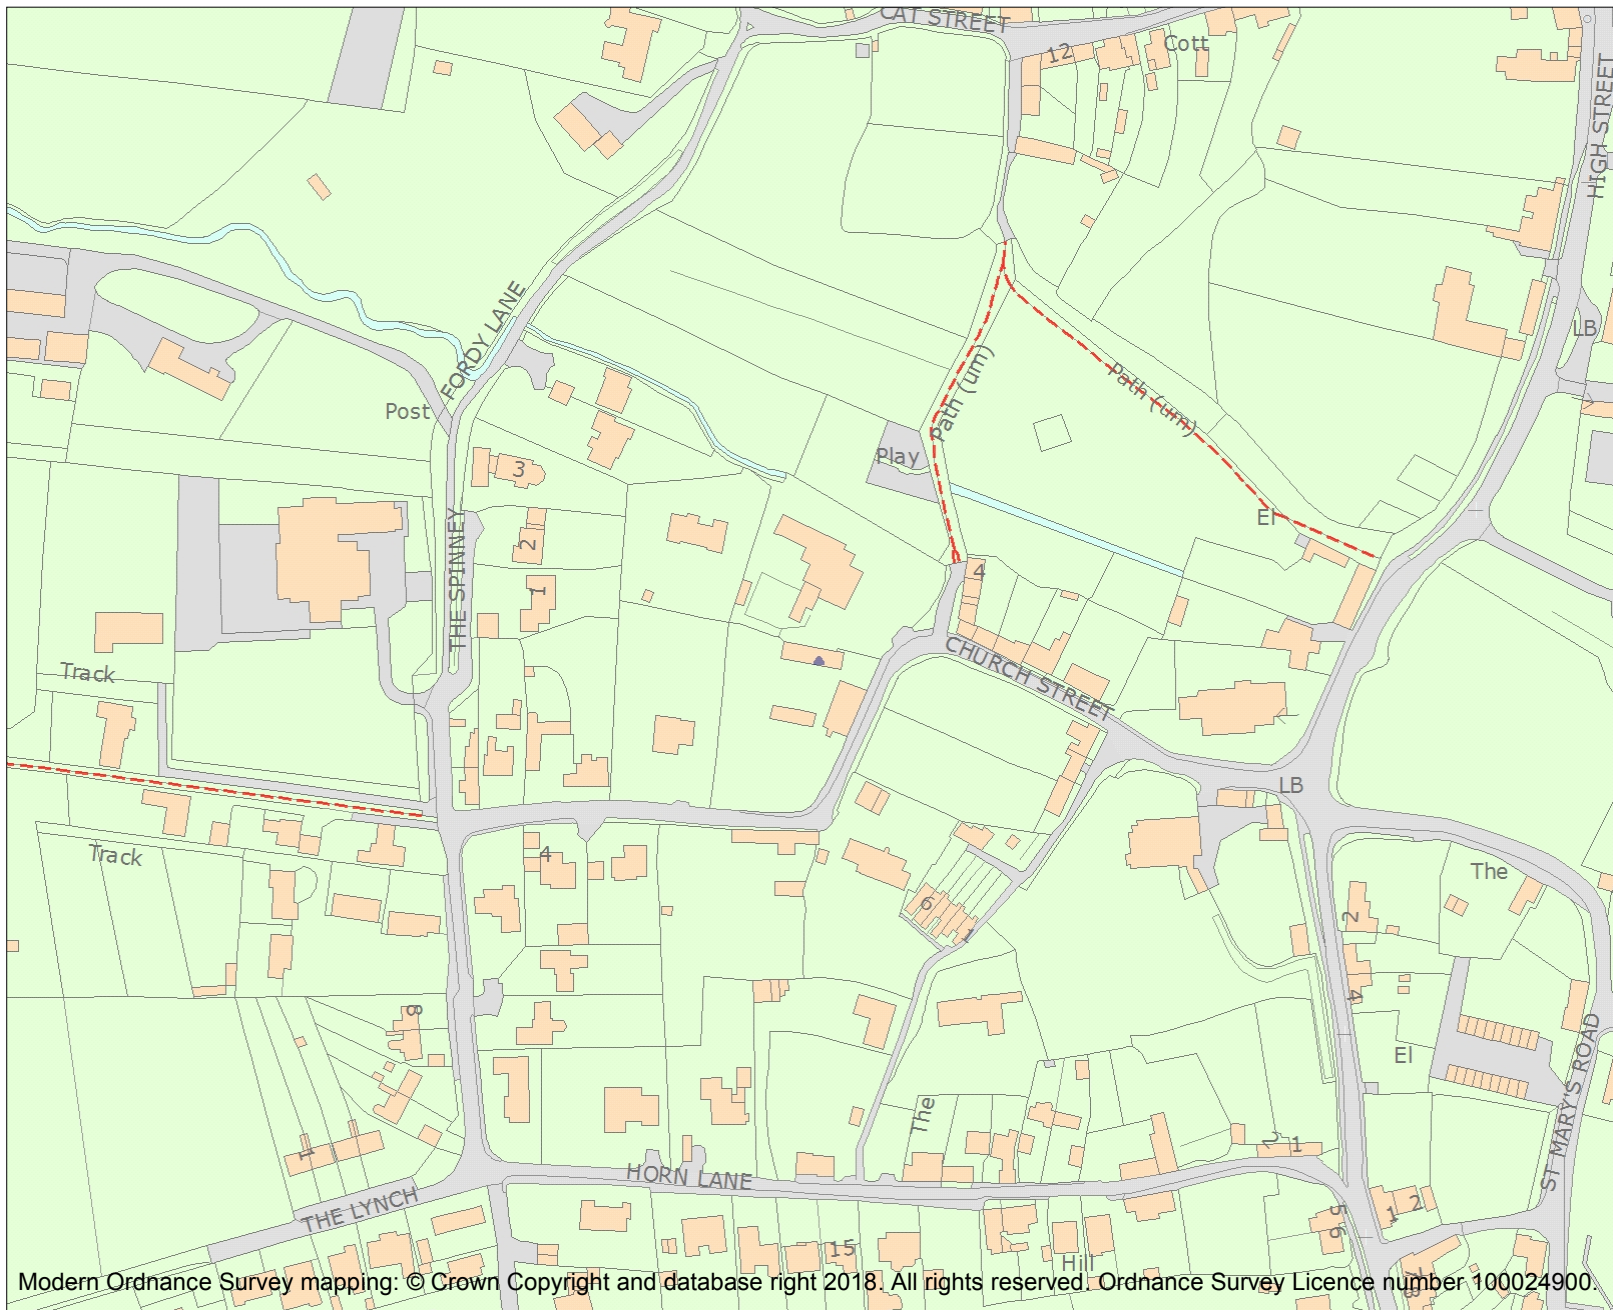 CAT STREET
12
Cott
HIGH STREET
LB
FORDY LANE
Post
Path (um)
Path (um)
Play
3
El
2
THE SPINNEY
4
1
CHURCH STREET
Track
LB
Track
4
The
6
2
1
4
8
El
ST MARY'S ROAD
The
1
2
1
HORN LANE
THE LYNCH
1 2
5 6
15
Hill
Modern Ordnance Survey mapping: © Crown Copyright and database right 2018. All rights reserved. Ordnance Survey Licence number 100024900.